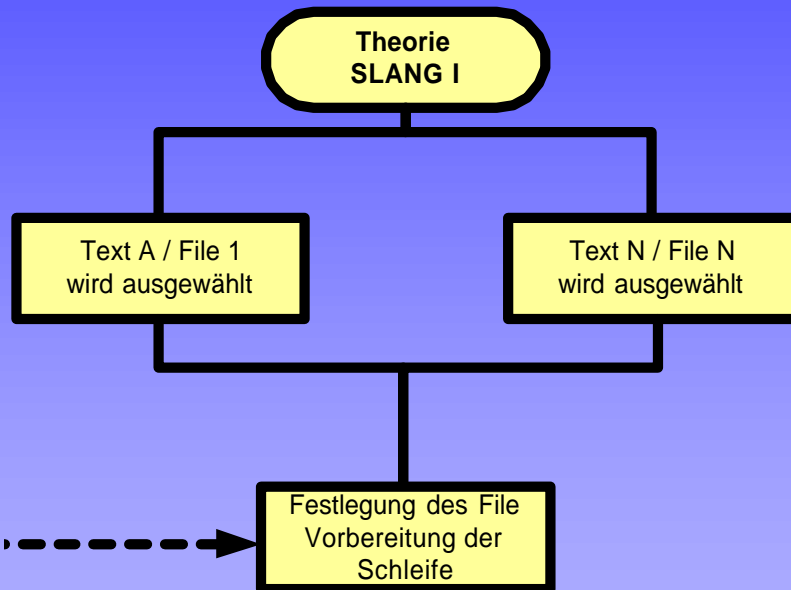 Theorie
SLANG I
Text A / File 1
wird ausgewählt
Text N / File N
wird ausgewählt
Festlegung des File
Vorbereitung der
Schleife